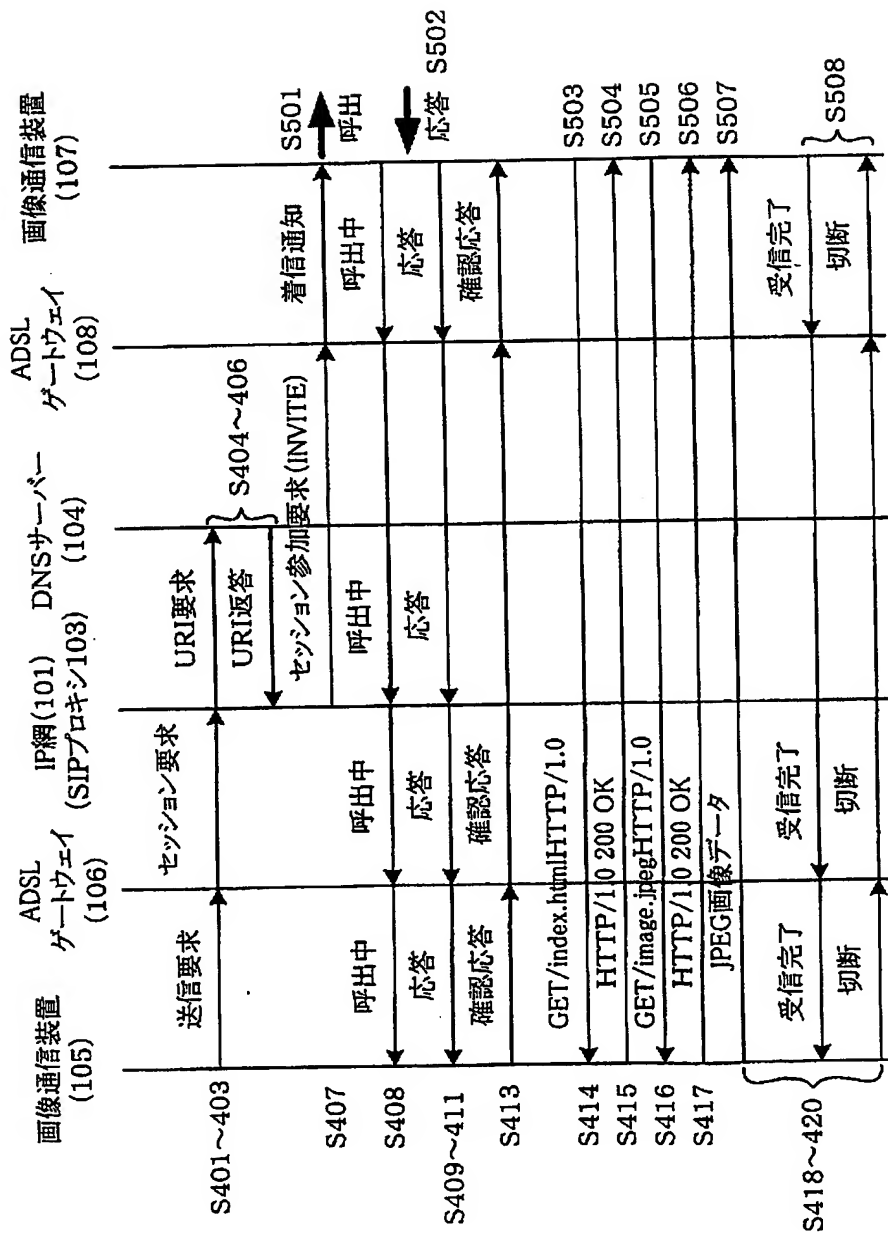 画像通信装置
(105)
ADSL
ゲートウェイ
(106)
IP網(101)
(SIPプロキシ103)
DNSサーバー
(104)
ADSL
ゲートウェイ
(108)
画像通信装置
(107)
S401~403
送信要求
セッション要求
URI要求
URI返答
S404~406
S407
セッション参加要求(INVITE)
着信通知
S501
呼出
S408
呼出中
呼出中
呼出中
呼出中
S409~411
応答
応答
応答
応答
応答
S502
S413
確認応答
確認応答
確認応答
S414
GET/index.htmlHTTP/1.0
S503
S415
HTTP/1.0 200 OK
S504
S416
GET/image.jpegHTTP/1.0
S505
S417
HTTP/1.0 200 OK
S506
JPEG画像データ
S507
S418~420
受信完了
受信完了
受信完了
切断
切断
切断
S508